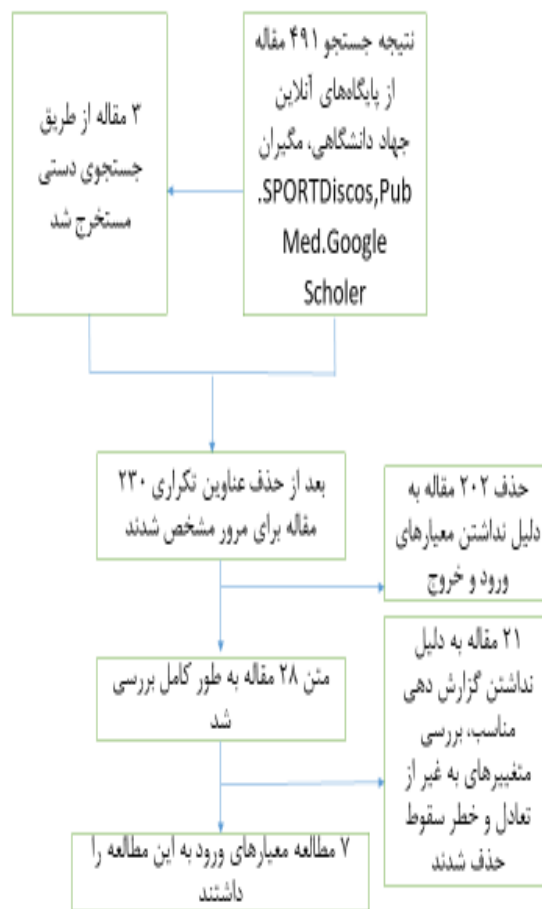 نتیجه جستجو ۴۹۱ مقاله
از پایگاه‌های آنلاین
جهاد دانشگاهی، مگیران
.SPORTDiscos,Pub
Med.Google
Scholer
۳ مقاله از طریق
جستجوی دستی
مستخرج شد
بعد از حذف عناوین تکراری ۲۳۰
مقاله برای مرور مشخص شدند
حذف ۲۰۲ مقاله به
دلیل نداشتن معیارهای
ورود و خروج
متن ۲۸ مقاله به طور کامل بررسی
شد
۲۱ مقاله به دلیل
نداشتن گزارش دهی
مناسب، بررسی
متغییرهای به غیر از
تعادل و خطر سقوط
حذف شدند
۷ مطالعه معیارهای ورود به این مطالعه را
داشتند